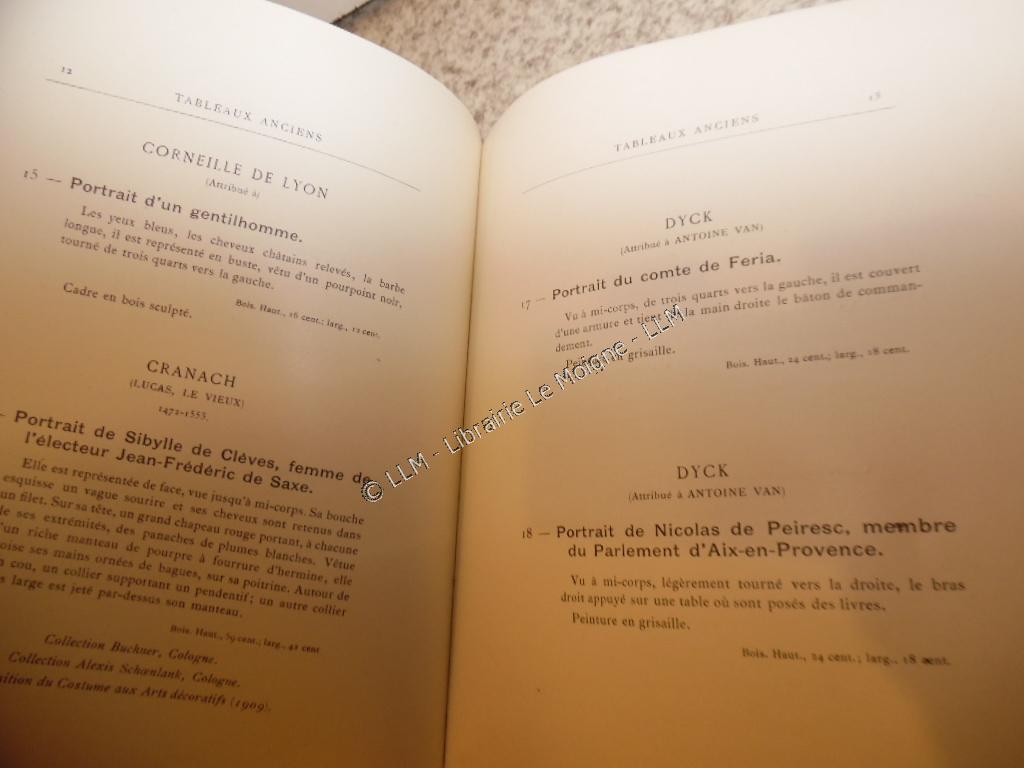 12
TABLEAUX ANCIENS
CORNEILLE DE LYON
(Attribué à)
15 — Portrait d'un gentilhomme.
Les yeux bleus, les cheveux châtains relevés, la barbe
longue, il est représenté en buste, vêtu d'un pourpoint noir,
tourné de trois quarts vers la gauche.
Cadre en bois sculpté.
Bois. Haut., 16 cent.; larg., 12 cent.
CRANACH
(LUCAS, LE VIEUX)
1472-1553.
— Portrait de Sibylle de Clèves, femme de
l'électeur Jean-Frédéric de Saxe.
Elle est représentée de face, vue jusqu'à mi-corps. Sa bouche
esquisse un vague sourire et ses cheveux sont retenus dans
un filet. Sur sa tête, un grand chapeau rouge portant, à chacune
de ses extrémités, des panaches de plumes blanches. Vêtue
d'un riche manteau de pourpre à fourrure d'hermine, elle
ses mains ornées de bagues, sur sa poitrine. Autour de
cou, un collier supportant un pendentif; un autre collier
large est jeté par-dessus son manteau.
Bois. Haut., 59 cent.; larg., 42 cent
Collection Buchner, Cologne.
Collection Alexis Schœnlank, Cologne.
du Costume aux Arts décoratifs (1909).
13
TABLEAUX ANCIENS
DYCK
(Attribué à ANTOINE VAN)
17 — Portrait du comte de Feria.
Vu à mi-corps, de trois quarts vers la gauche, il est couvert
d'une armure et tient de la main droite le bâton de comman-
dement.
Peinture en grisaille.
Bois. Haut., 24 cent.; larg., 18 cent.
DYCK
(Attribué à ANTOINE VAN)
18 — Portrait de Nicolas de Peiresc, membre
du Parlement d'Aix-en-Provence.
Vu à mi-corps, légèrement tourné vers la droite, le bras
droit appuyé sur une table où sont posés des livres.
Peinture en grisaille.
Bois. Haut., 24 cent.; larg., 18 cent.
© LLM - Librairie Le Moigne - LLM